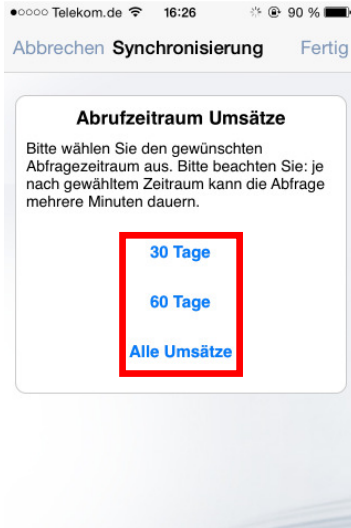 Telekom.de 16:26 90 %
Abbrechen Synchronisierung Fertig
Abrufzeitraum Umsätze
Bitte wählen Sie den gewünschten
Abfragezeitraum aus. Bitte beachten Sie: je
nach gewähltem Zeitraum kann die Abfrage
mehrere Minuten dauern.
30 Tage
60 Tage
Alle Umsätze